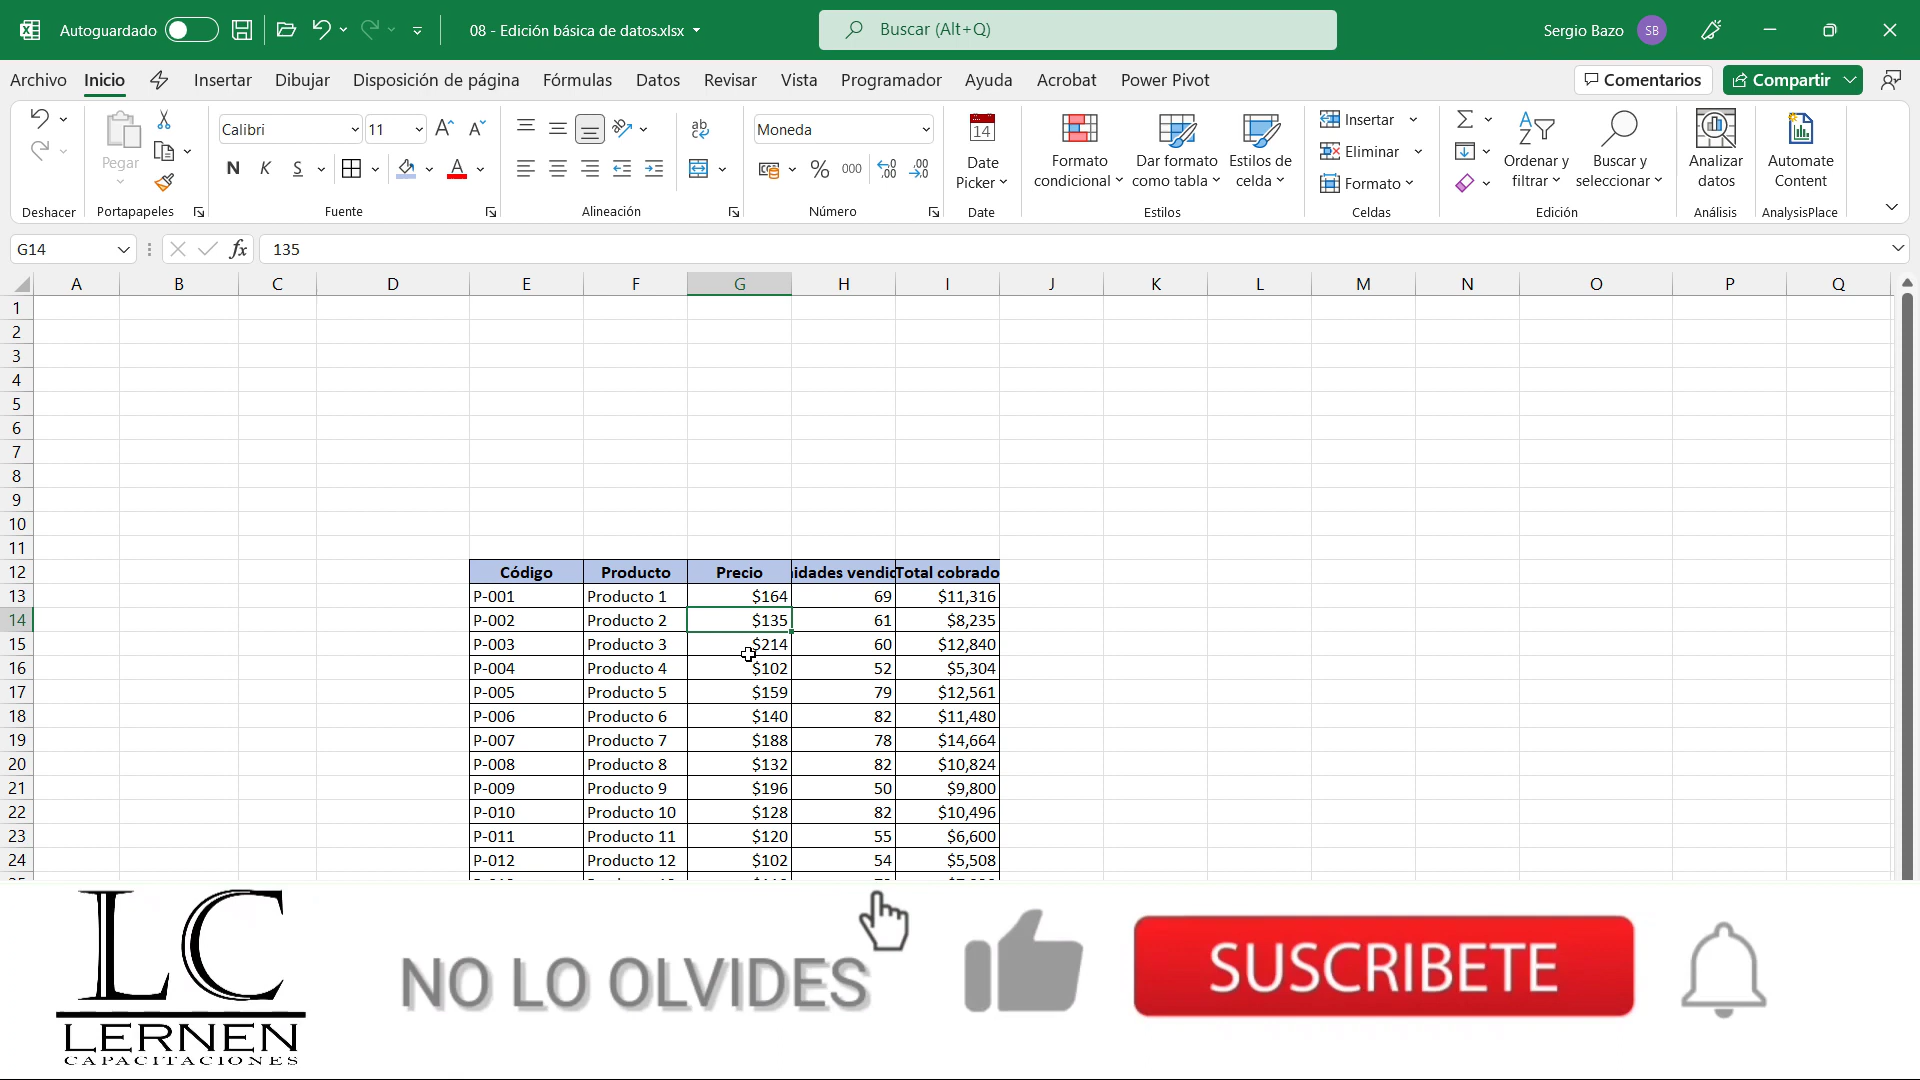 Autoguardado
08 - Edición básica de datos.xlsx
Buscar (Alt+Q)
Sergio Bazo
SB
Archivo Inicio Insertar Dibujar Disposición de página Fórmulas Datos Revisar Vista Programador Ayuda Acrobat Power Pivot
Comentarios
Compartir
Deshacer
Pegar
Portapapeles
Calibri 11
N K S
Fuente
Alineación
Moneda
% 000
Número
14
Date Picker
Date
Formato condicional
Dar formato como tabla
Estilos de celda
Estilos
Insertar
Eliminar
Formato
Celdas
Ordenar y filtrar
Buscar y seleccionar
Edición
Analizar datos
Análisis
Automate Content
AnalysisPlace
G14 fx 135
A B C D E F G H I J K L M N O P Q
1
2
3
4
5
6
7
8
9
10
11
12 Código Producto Precio idades vendid Total cobrado
13 P-001 Producto 1 $164 69 $11,316
14 P-002 Producto 2 $135 61 $8,235
15 P-003 Producto 3 $214 60 $12,840
16 P-004 Producto 4 $102 52 $5,304
17 P-005 Producto 5 $159 79 $12,561
18 P-006 Producto 6 $140 82 $11,480
19 P-007 Producto 7 $188 78 $14,664
20 P-008 Producto 8 $132 82 $10,824
21 P-009 Producto 9 $196 50 $9,800
22 P-010 Producto 10 $128 82 $10,496
23 P-011 Producto 11 $120 55 $6,600
24 P-012 Producto 12 $102 54 $5,508
LC
LERNEN
CAPACITACIONES
NO LO OLVIDES
SUSCRIBETE